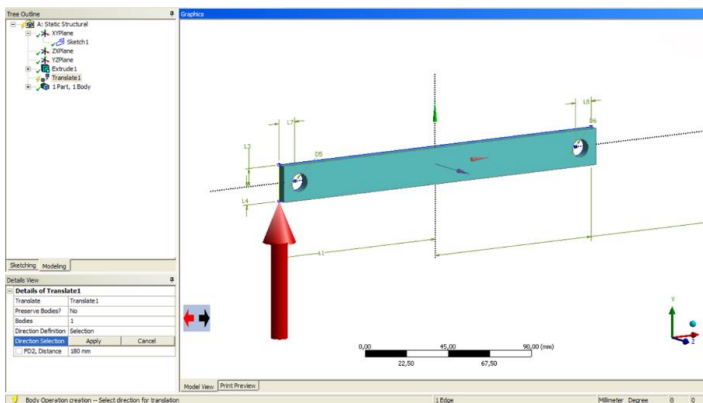 Tree Outline
A: Static Structural
XYPlane
Sketch1
ZXPlane
YZPlane
Extrude1
Translate1
1 Part, 1 Body
Sketching Modeling
Details View
Details of Translate1
Translate Translate1
Preserve Bodies? No
Bodies 1
Direction Definition Selection
Direction Selection Apply Cancel
FD2, Distance 180 mm
Graphics
L7
L8
D6
L3
D5
L4
L1
0,00 45,00 90,00 (mm)
22,50 67,50
Y
Z
Model View Print Preview
Body Operation creation -- Select direction for translation 1 Edge Millimeter Degree 0 0